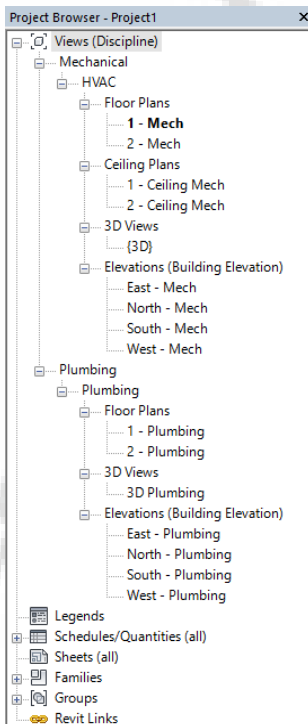 Project Browser - Project1
Views (Discipline)
Mechanical
HVAC
Floor Plans
1 - Mech
2 - Mech
Ceiling Plans
1 - Ceiling Mech
2 - Ceiling Mech
3D Views
{3D}
Elevations (Building Elevation)
East - Mech
North - Mech
South - Mech
West - Mech
Plumbing
Plumbing
Floor Plans
1 - Plumbing
2 - Plumbing
3D Views
3D Plumbing
Elevations (Building Elevation)
East - Plumbing
North - Plumbing
South - Plumbing
West - Plumbing
Legends
Schedules/Quantities (all)
Sheets (all)
Families
Groups
Revit Links